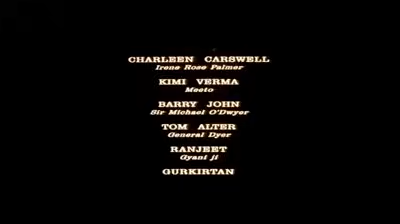 CHARLEEN CARSWELL
Irene Rose Palmer
KIMI VERMA
Meeto
BARRY JOHN
Sir Michael O'Dwyer
TOM ALTER
General Dyer
RANJEET
Gyani ji
GURKIRTAN